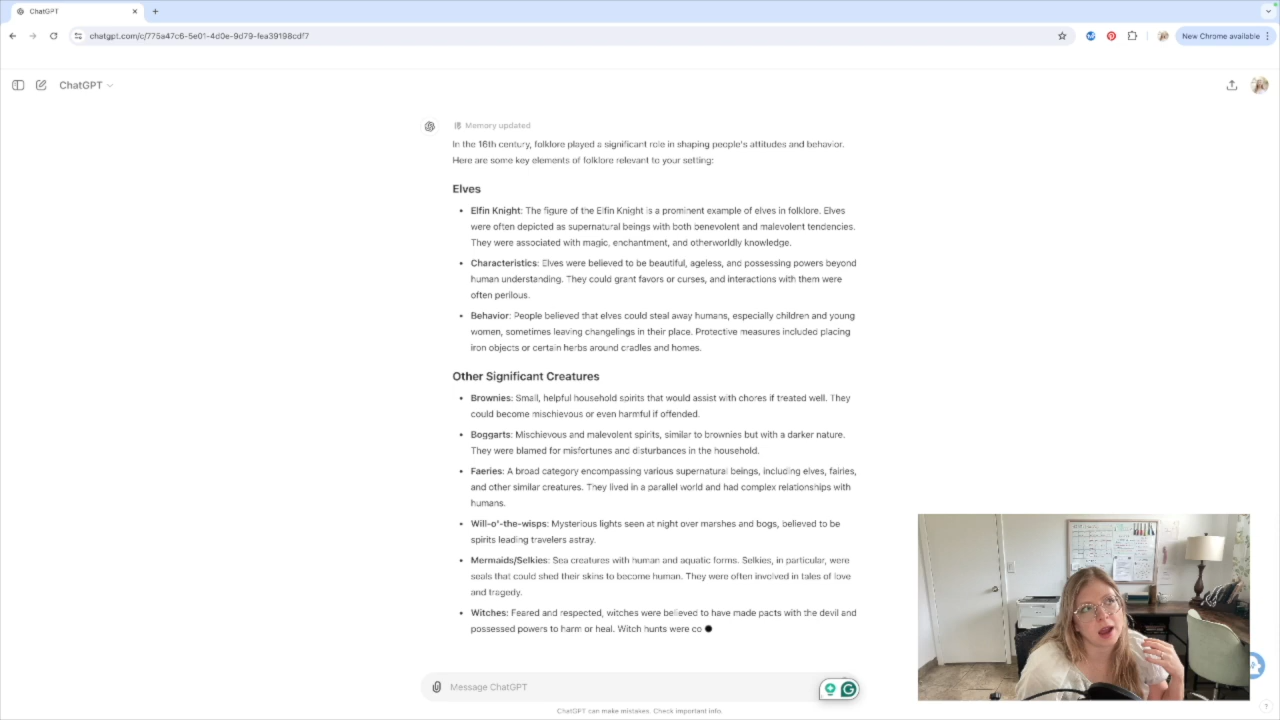 ChatGPT
chatgpt.com/c/775a47c6-5e01-4d0e-9d79-fea39198cdf7
New Chrome available
ChatGPT
Memory updated
In the 16th century, folklore played a significant role in shaping people's attitudes and behavior.
Here are some key elements of folklore relevant to your setting:
Elves
• Elfin Knight: The figure of the Elfin Knight is a prominent example of elves in folklore. Elves
were often depicted as supernatural beings with both benevolent and malevolent tendencies.
They were associated with magic, enchantment, and otherworldly knowledge.
• Characteristics: Elves were believed to be beautiful, ageless, and possessing powers beyond
human understanding. They could grant favors or curses, and interactions with them were
often perilous.
• Behavior: People believed that elves could steal away humans, especially children and young
women, sometimes leaving changelings in their place. Protective measures included placing
iron objects or certain herbs around cradles and homes.
Other Significant Creatures
• Brownies: Small, helpful household spirits that would assist with chores if treated well. They
could become mischievous or even harmful if offended.
• Boggarts: Mischievous and malevolent spirits, similar to brownies but with a darker nature.
They were blamed for misfortunes and disturbances in the household.
• Faeries: A broad category encompassing various supernatural beings, including elves, fairies,
and other similar creatures. They lived in a parallel world and had complex relationships with
humans.
• Will-o'-the-wisps: Mysterious lights seen at night over marshes and bogs, believed to be
spirits leading travelers astray.
• Mermaids/Selkies: Sea creatures with human and aquatic forms. Selkies, in particular, were
seals that could shed their skins to become human. They were often involved in tales of love
and tragedy.
• Witches: Feared and respected, witches were believed to have made pacts with the devil and
possessed powers to harm or heal. Witch hunts were co
Message ChatGPT
ChatGPT can make mistakes. Check important info.
?